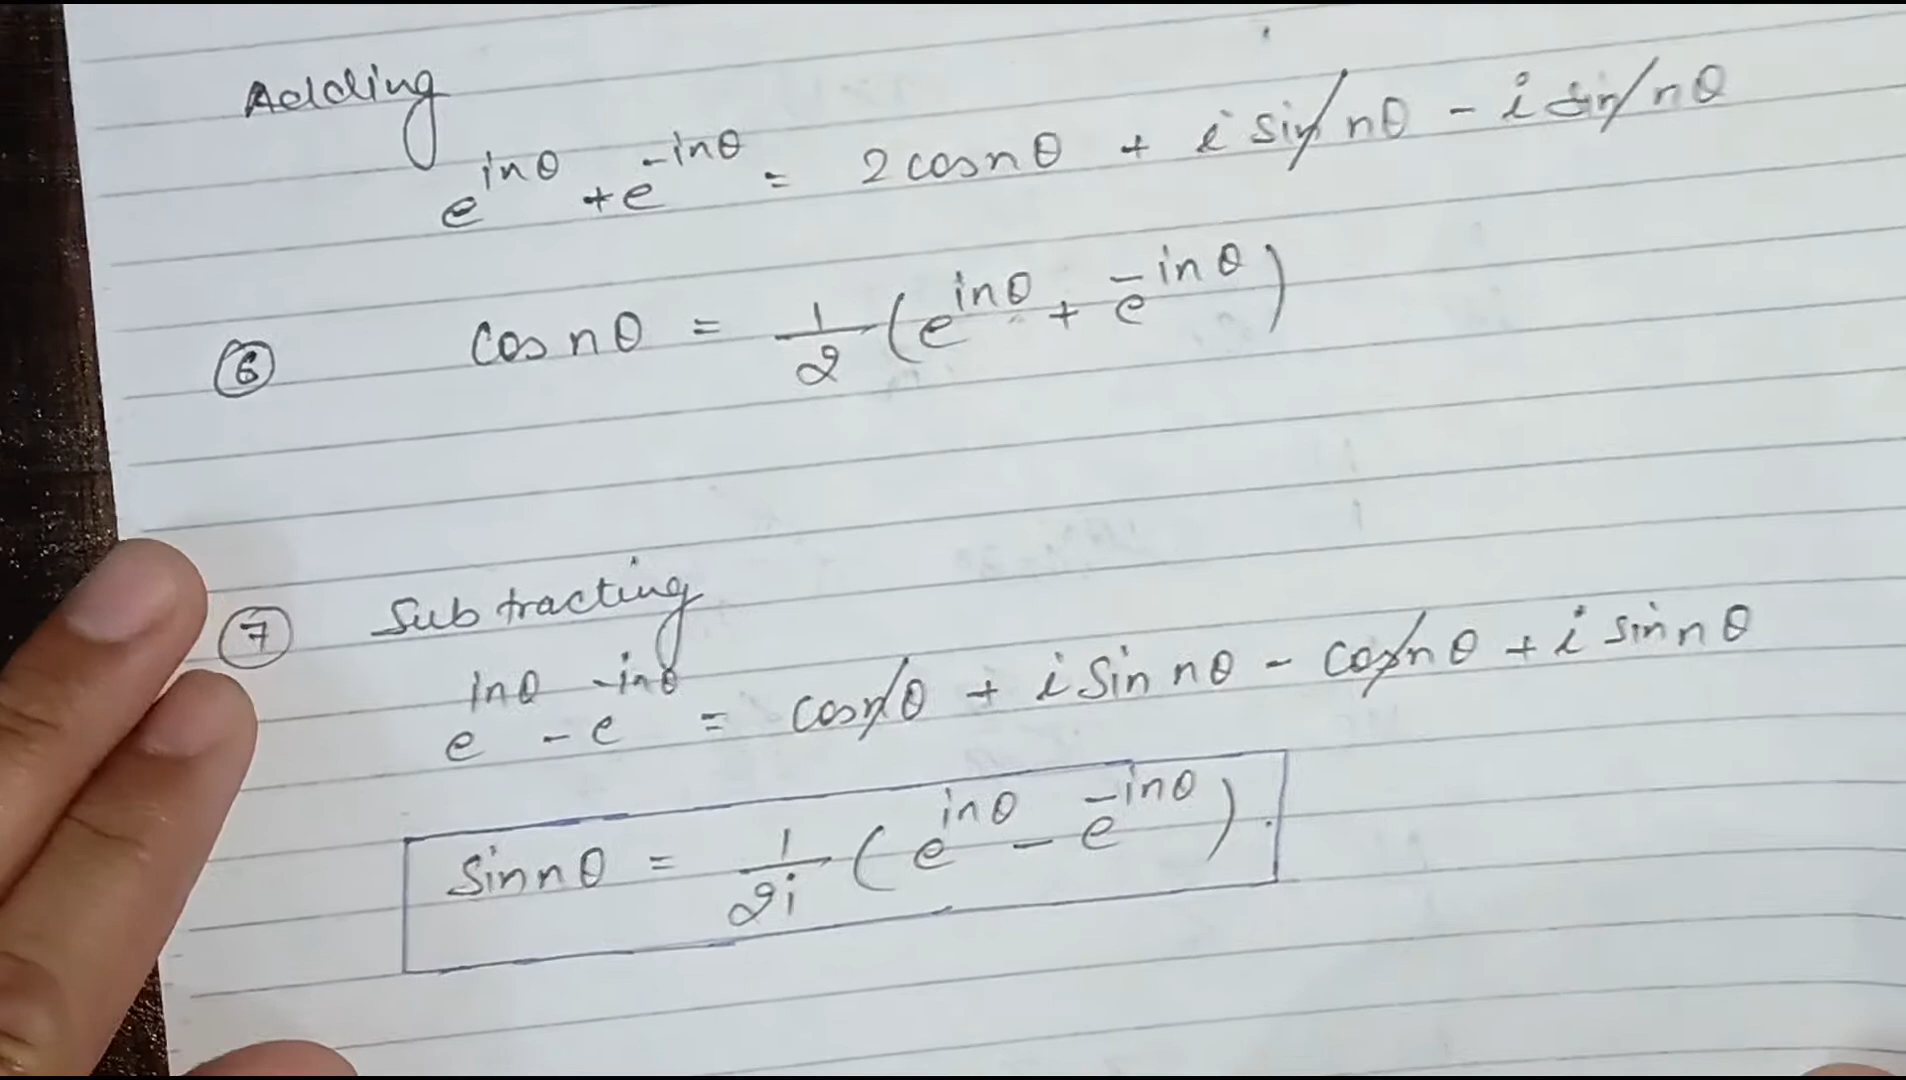 Adding
e^{inθ} + e^{-inθ} = 2 cos nθ + i sin nθ - i sin nθ
⑥ cos nθ = 1/2 (e^{inθ} + e^{-inθ})
⑦ Subtracting
e^{inθ} - e^{-inθ} = cos nθ + i Sin nθ - cos nθ + i sin nθ
Sin nθ = 1/2i (e^{inθ} - e^{-inθ}).